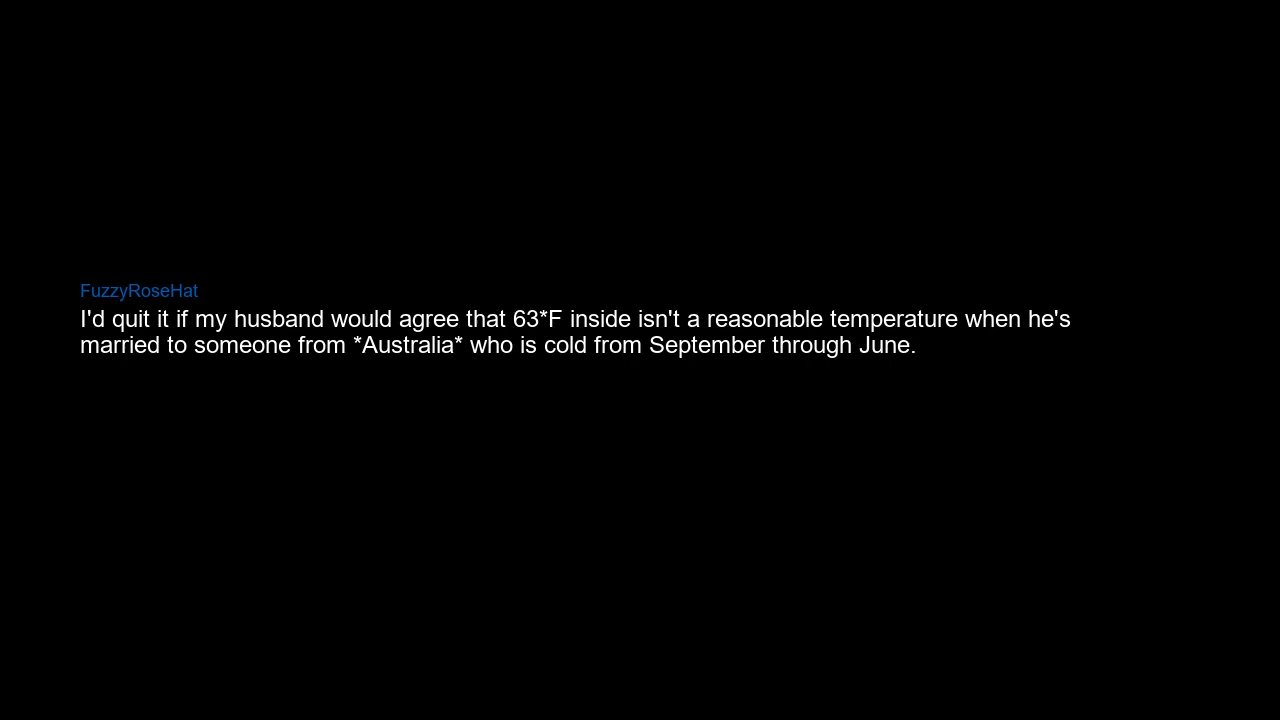 FuzzyRoseHat
I'd quit it if my husband would agree that 63*F inside isn't a reasonable temperature when he's
married to someone from *Australia* who is cold from September through June.